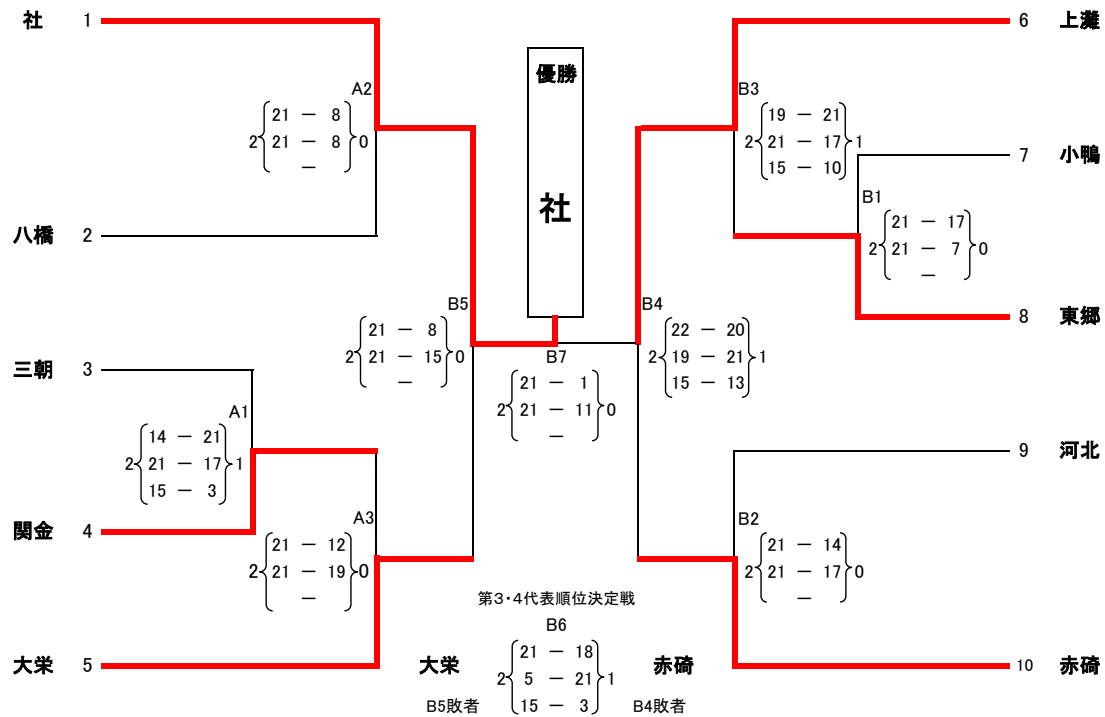 社 1
6 上灘
優勝
社
A2
2 21 － 8 0
21 － 8
－
B3
2 19 － 21 1
21 － 17
15 － 10
7 小鴨
B1
2 21 － 17 0
21 － 7
－
八橋 2
8 東郷
B5
2 21 － 8 0
21 － 15
－
B4
2 22 － 20 1
19 － 21
15 － 13
B7
2 21 － 1 0
21 － 11
－
三朝 3
A1
2 14 － 21 1
21 － 17
15 － 3
9 河北
関金 4
A3
2 21 － 12 0
21 － 19
－
B2
2 21 － 14 0
21 － 17
－
第3・4代表順位決定戦
B6
大栄 5
10 赤碕
大栄
2 21 － 18 1
5 － 21
15 － 3
赤碕
B5敗者
B4敗者